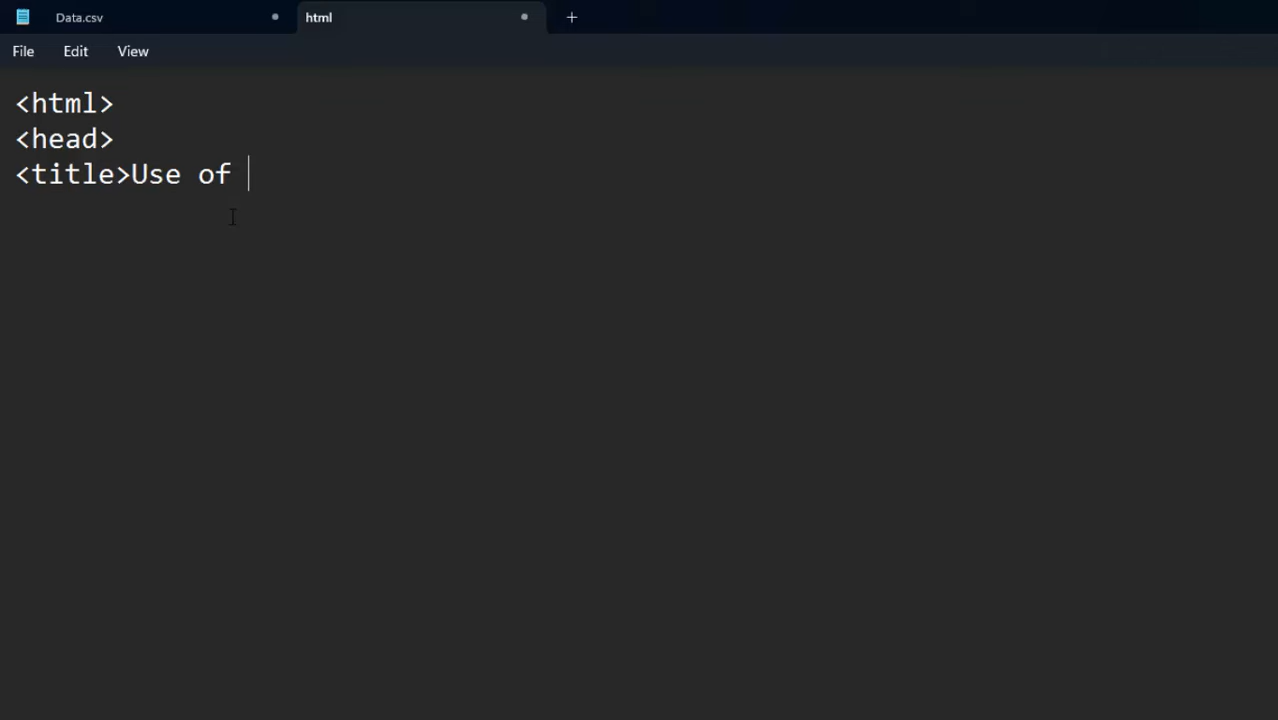 Data.csv
html
File Edit View
<html>
<head>
<title>Use of